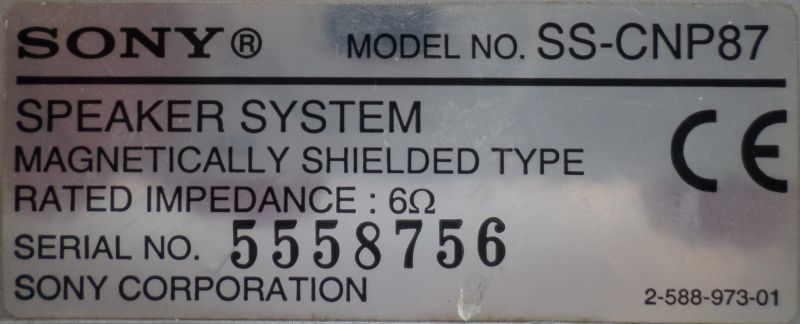 SONY® MODEL NO. SS-CNP87
SPEAKER SYSTEM
MAGNETICALLY SHIELDED TYPE
CE
RATED IMPEDANCE : 6Ω
SERIAL NO. 5558756
SONY CORPORATION
2-588-973-01